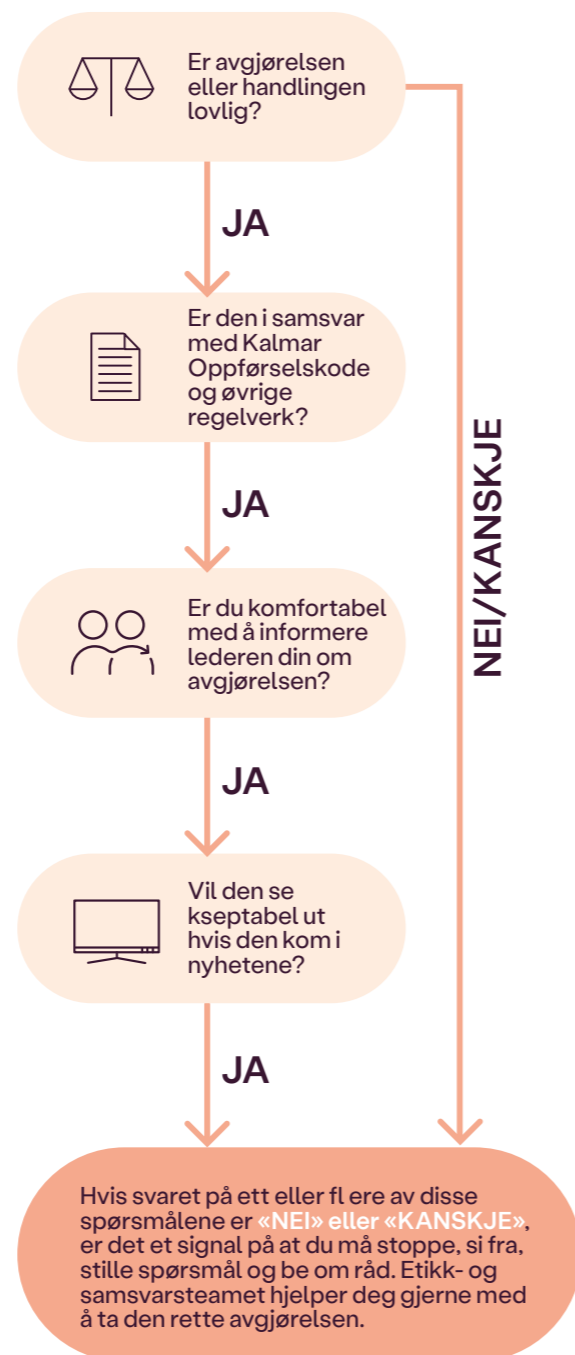 Er avgjørelsen
eller handlingen
lovlig?
JA
Er den i samsvar
med Kalmar
Oppførselskode
og øvrige
regelverk?
JA
NEI/KANSKJE
Er du komfortabel
med å informere
lederen din om
avgjørelsen?
JA
Vil den se
kseptabel ut
hvis den kom i
nyhetene?
JA
Hvis svaret på ett eller fl ere av disse
spørsmålene er «NEI» eller «KANSKJE»,
er det et signal på at du må stoppe, si fra,
stille spørsmål og be om råd. Etikk- og
samsvarsteamet hjelper deg gjerne med
å ta den rette avgjørelsen.